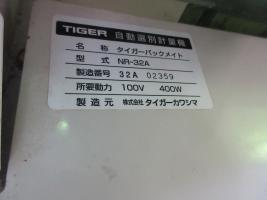 TIGER 自動選別計量機
名称 タイガーパックメイト
型式 NR-32A
製造番号 32A 02359
所要動力 100V 400W
製造元 株式会社 タイガーカワシマ